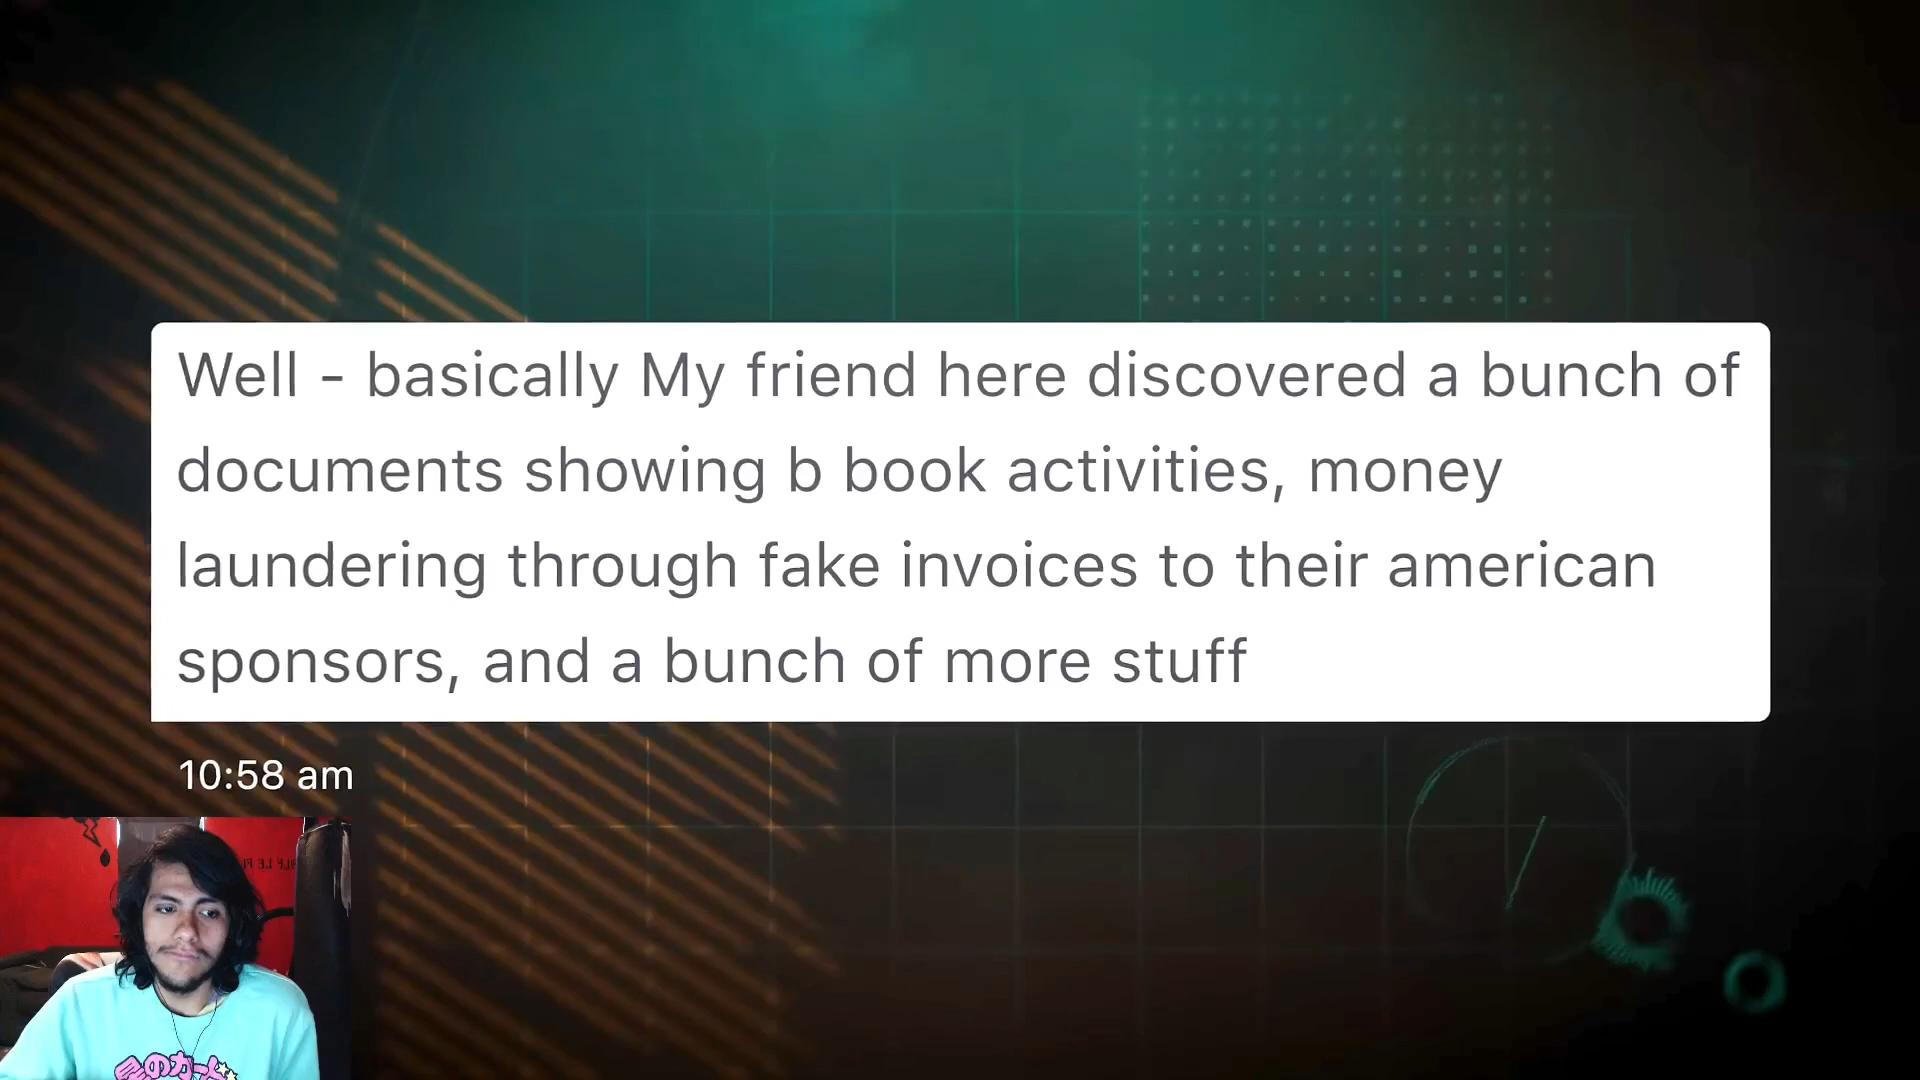 Well - basically My friend here discovered a bunch of
documents showing b book activities, money
laundering through fake invoices to their american
sponsors, and a bunch of more stuff
10:58 am